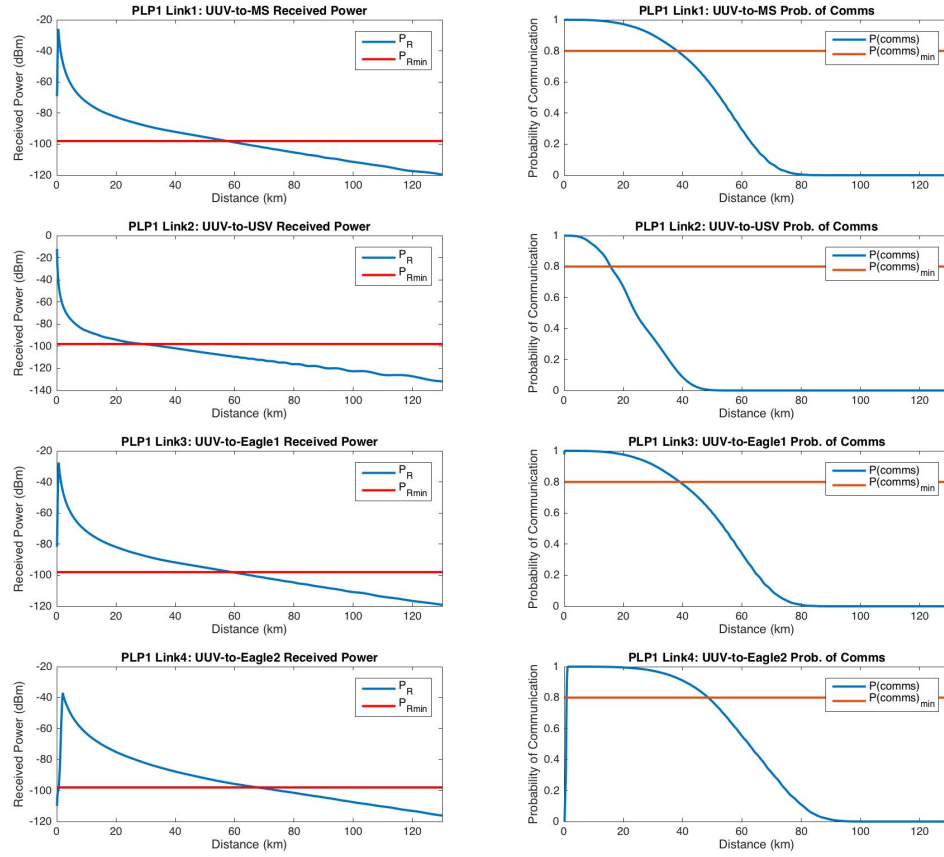 PLP1 Link1: UUV-to-MS Received Power
Received Power (dBm)
-20
-40
-60
-80
-100
-120
P_R
P_Rmin
0 20 40 60 80 100 120
Distance (km)
PLP1 Link1: UUV-to-MS Prob. of Comms
Probability of Communication
1
0.8
0.6
0.4
0.2
0
P(comms)
P(comms)_min
0 20 40 60 80 100 120
Distance (km)
PLP1 Link2: UUV-to-USV Received Power
Received Power (dBm)
0
-20
-40
-60
-80
-100
-120
-140
P_R
P_Rmin
0 20 40 60 80 100 120
Distance (km)
PLP1 Link2: UUV-to-USV Prob. of Comms
Probability of Communication
1
0.8
0.6
0.4
0.2
0
P(comms)
P(comms)_min
0 20 40 60 80 100 120
Distance (km)
PLP1 Link3: UUV-to-Eagle1 Received Power
Received Power (dBm)
-20
-40
-60
-80
-100
-120
P_R
P_Rmin
0 20 40 60 80 100 120
Distance (km)
PLP1 Link3: UUV-to-Eagle1 Prob. of Comms
Probability of Communication
1
0.8
0.6
0.4
0.2
0
P(comms)
P(comms)_min
0 20 40 60 80 100 120
Distance (km)
PLP1 Link4: UUV-to-Eagle2 Received Power
Received Power (dBm)
-20
-40
-60
-80
-100
-120
P_R
P_Rmin
0 20 40 60 80 100 120
Distance (km)
PLP1 Link4: UUV-to-Eagle2 Prob. of Comms
Probability of Communication
1
0.8
0.6
0.4
0.2
0
P(comms)
P(comms)_min
0 20 40 60 80 100 120
Distance (km)